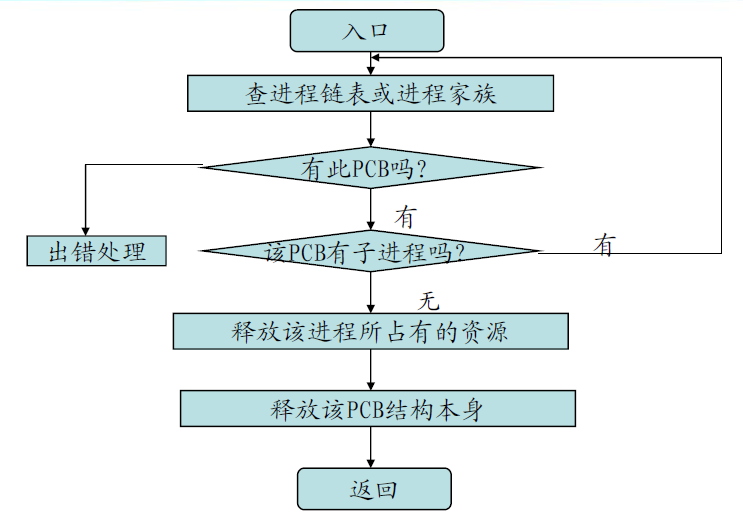 入口
查进程链表或进程家族
有此PCB吗?
有
出错处理
该PCB有子进程吗?
有
无
释放该进程所占有的资源
释放该PCB结构本身
返回